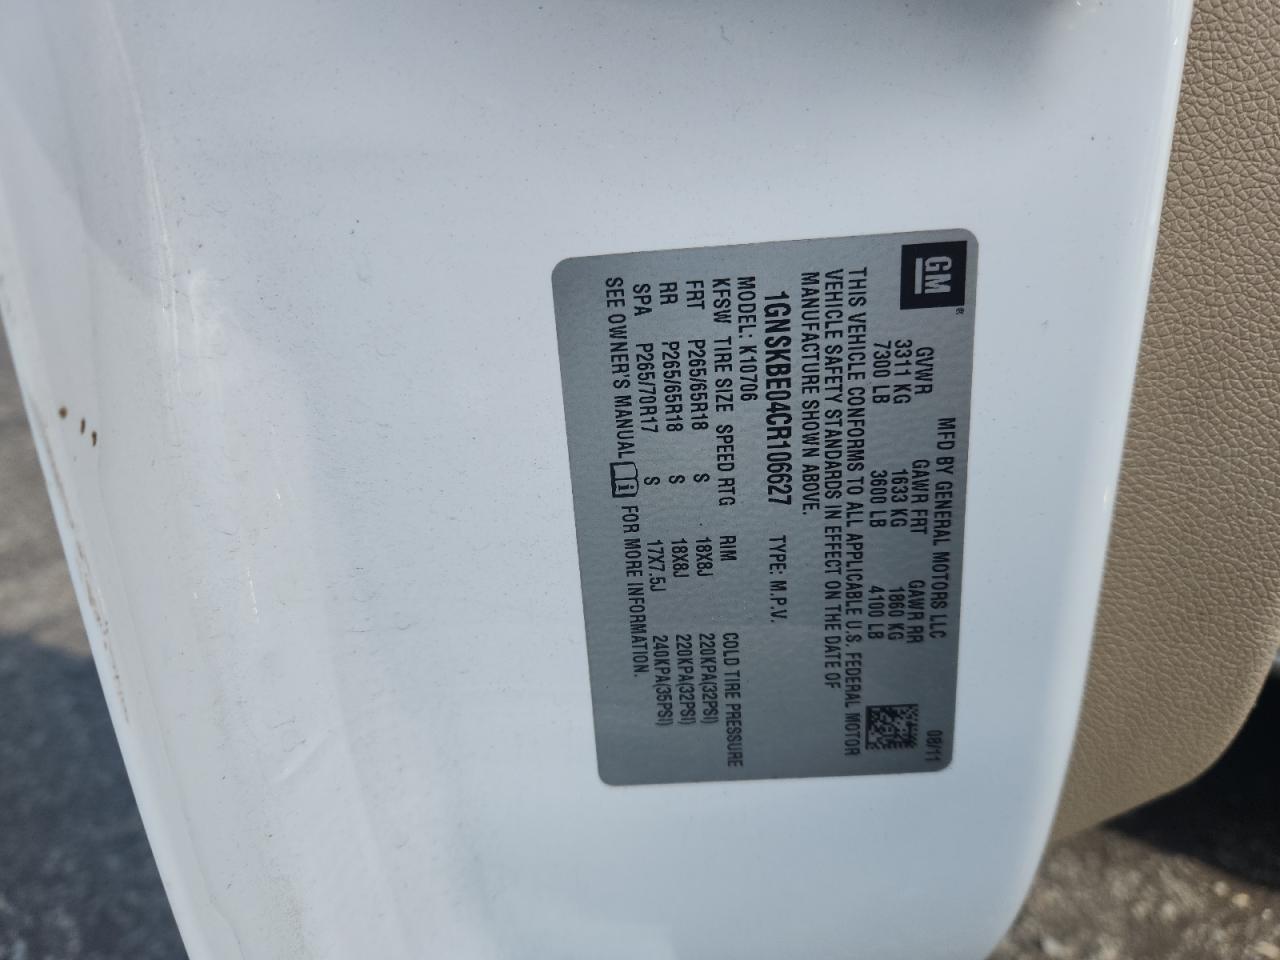 GM
MFD BY GENERAL MOTORS LLC 08/11
GVWR GAWR FRT GAWR RR
3311 KG 1633 KG 1860 KG
7300 LB 3600 LB 4100 LB
THIS VEHICLE CONFORMS TO ALL APPLICABLE U.S. FEDERAL MOTOR
VEHICLE SAFETY STANDARDS IN EFFECT ON THE DATE OF
MANUFACTURE SHOWN ABOVE.
1GNSKBE04CR106627 TYPE: M.P.V.
MODEL: K10706
KFSW TIRE SIZE SPEED RTG RIM COLD TIRE PRESSURE
FRT P265/65R18 S 18X8J 220KPA(32PSI)
RR P265/65R18 S 18X8J 220KPA(32PSI)
SPA P265/70R17 S 17X7.5J 240KPA(35PSI)
SEE OWNER'S MANUAL i FOR MORE INFORMATION.